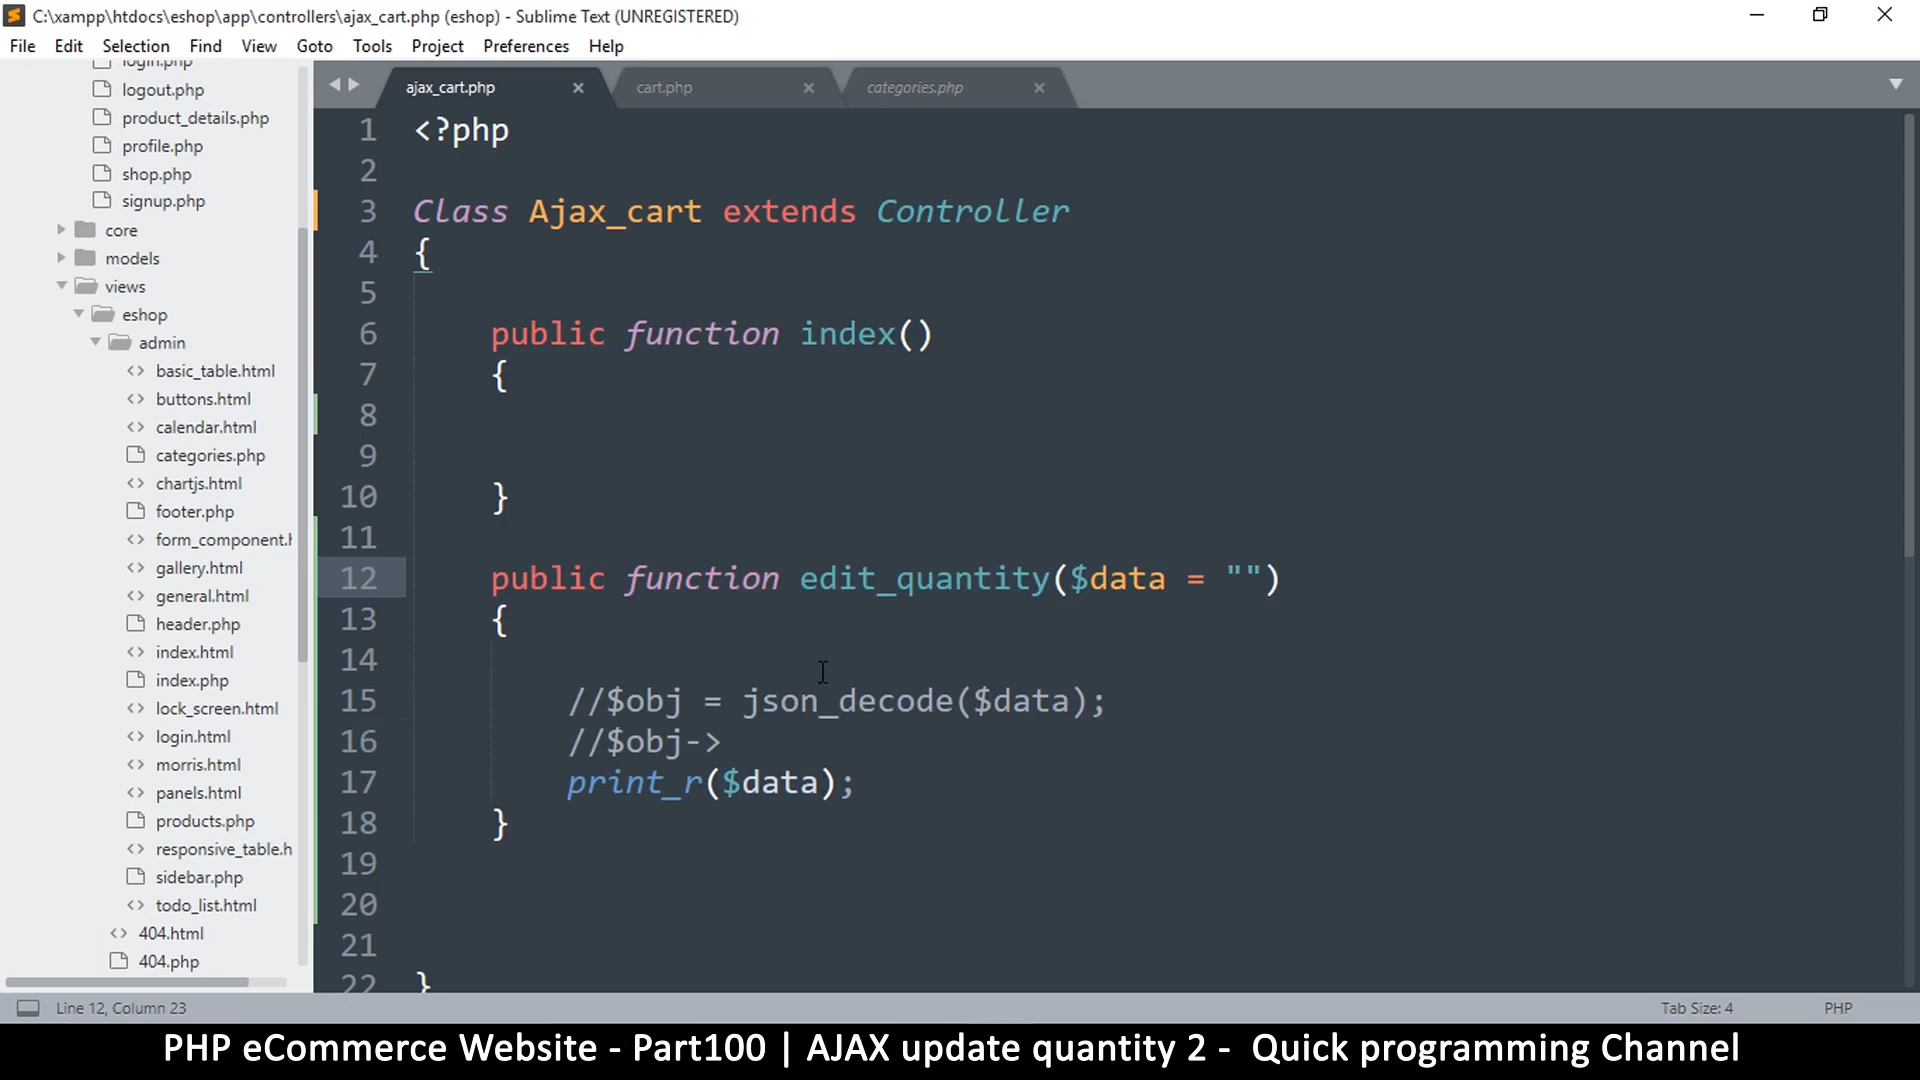 C:\xampp\htdocs\eshop\app\controllers\ajax_cart.php (eshop) - Sublime Text (UNREGISTERED)
File Edit Selection Find View Goto Tools Project Preferences Help
login.php
logout.php
product_details.php
profile.php
shop.php
signup.php
core
models
views
eshop
admin
basic_table.html
buttons.html
calendar.html
categories.php
chartjs.html
footer.php
form_component.h
gallery.html
general.html
header.php
index.html
index.php
lock_screen.html
login.html
morris.html
panels.html
products.php
responsive_table.h
sidebar.php
todo_list.html
404.html
404.php
ajax_cart.php cart.php categories.php
1 <?php
2
3 Class Ajax_cart extends Controller
4 {
5
6 public function index()
7 {
8
9
10 }
11
12 public function edit_quantity($data = "")
13 {
14
15 //$obj = json_decode($data);
16 //$obj->
17 print_r($data);
18 }
19
20
21
22 }
Line 12, Column 23 Tab Size: 4 PHP
PHP eCommerce Website - Part100 | AJAX update quantity 2 - Quick programming Channel